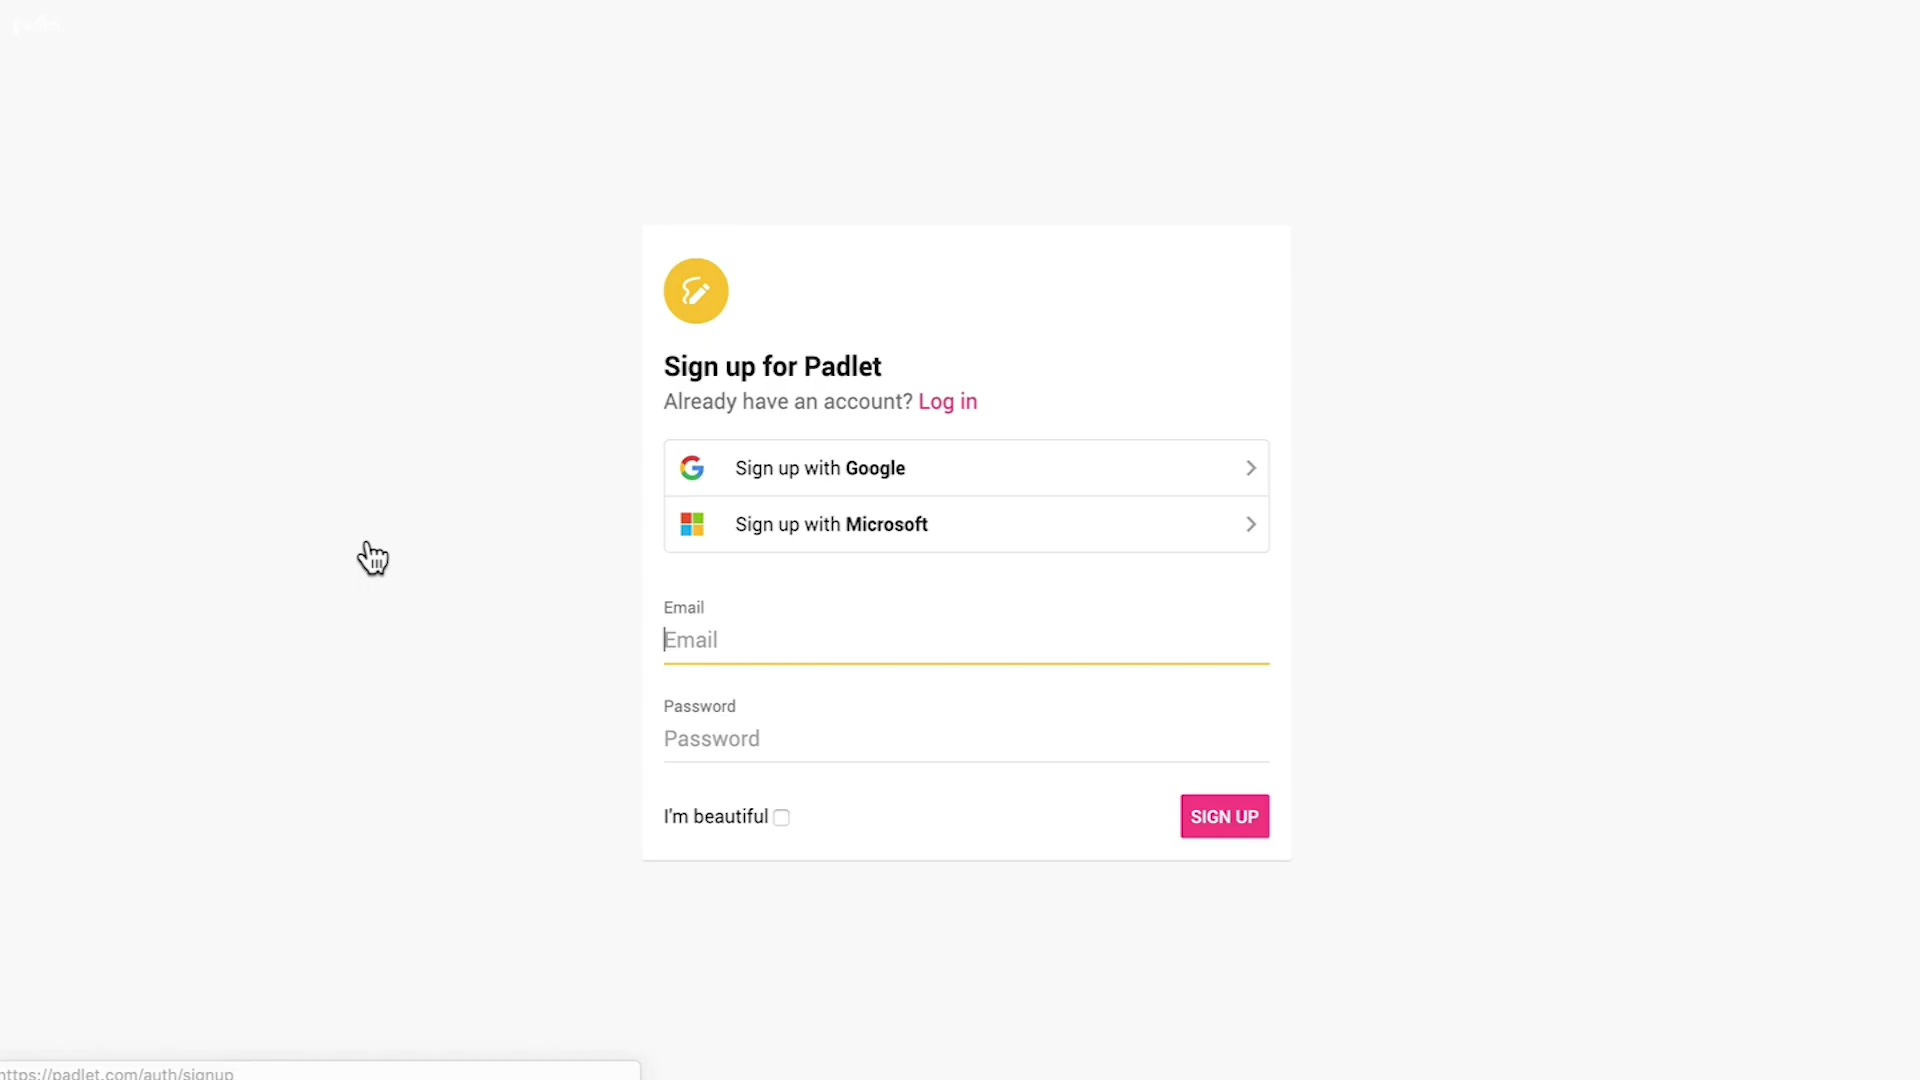 Sign up for Padlet
Already have an account? Log in
Sign up with Google
Sign up with Microsoft
Email
Email
Password
Password
I'm beautiful
SIGN UP
https://padlet.com/auth/signup